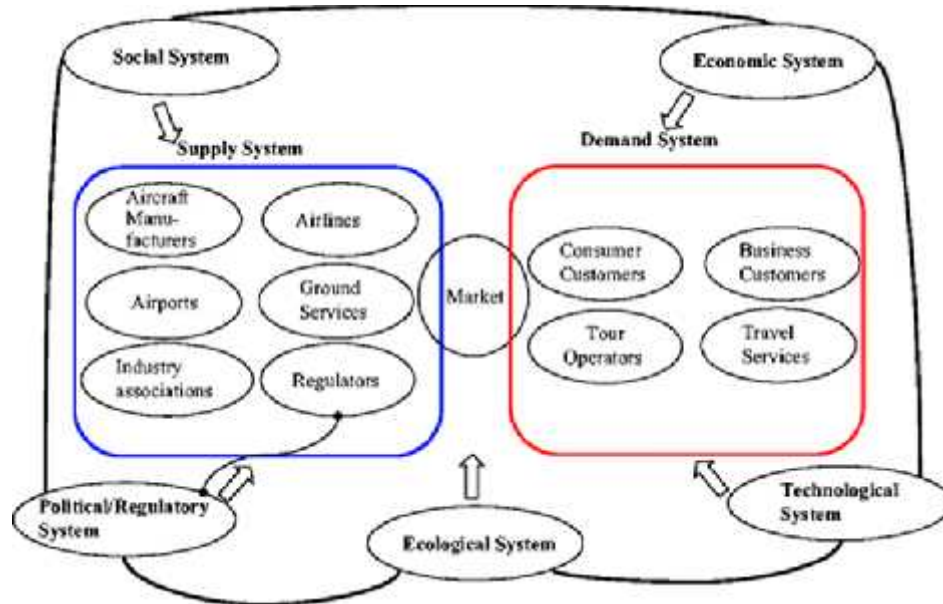 Social System
Economic System
Supply System
Demand System
Aircraft
Manu-
facturers
Airlines
Airports
Ground
Services
Industry
associations
Regulators
Market
Consumer
Customers
Business
Customers
Tour
Operators
Travel
Services
Political/Regulatory
System
Ecological System
Technological
System